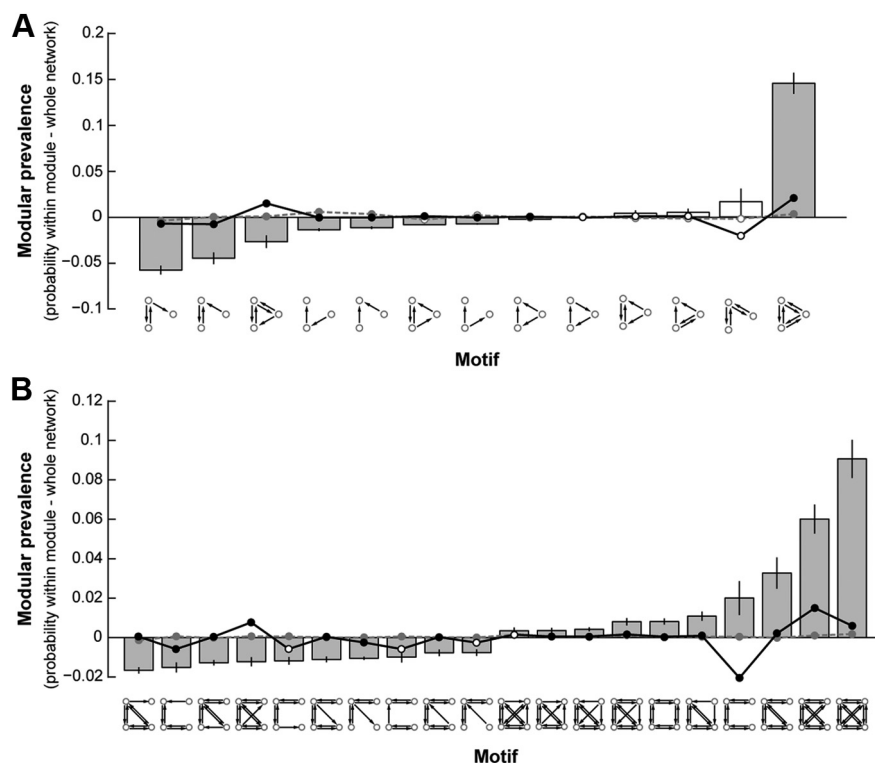 A
Modular prevalence
(probability within module - whole network)
0.2
0.15
0.1
0.05
0
−0.05
−0.1
Motif
B
Modular prevalence
(probability within module - whole network)
0.12
0.1
0.08
0.06
0.04
0.02
0
−0.02
Motif